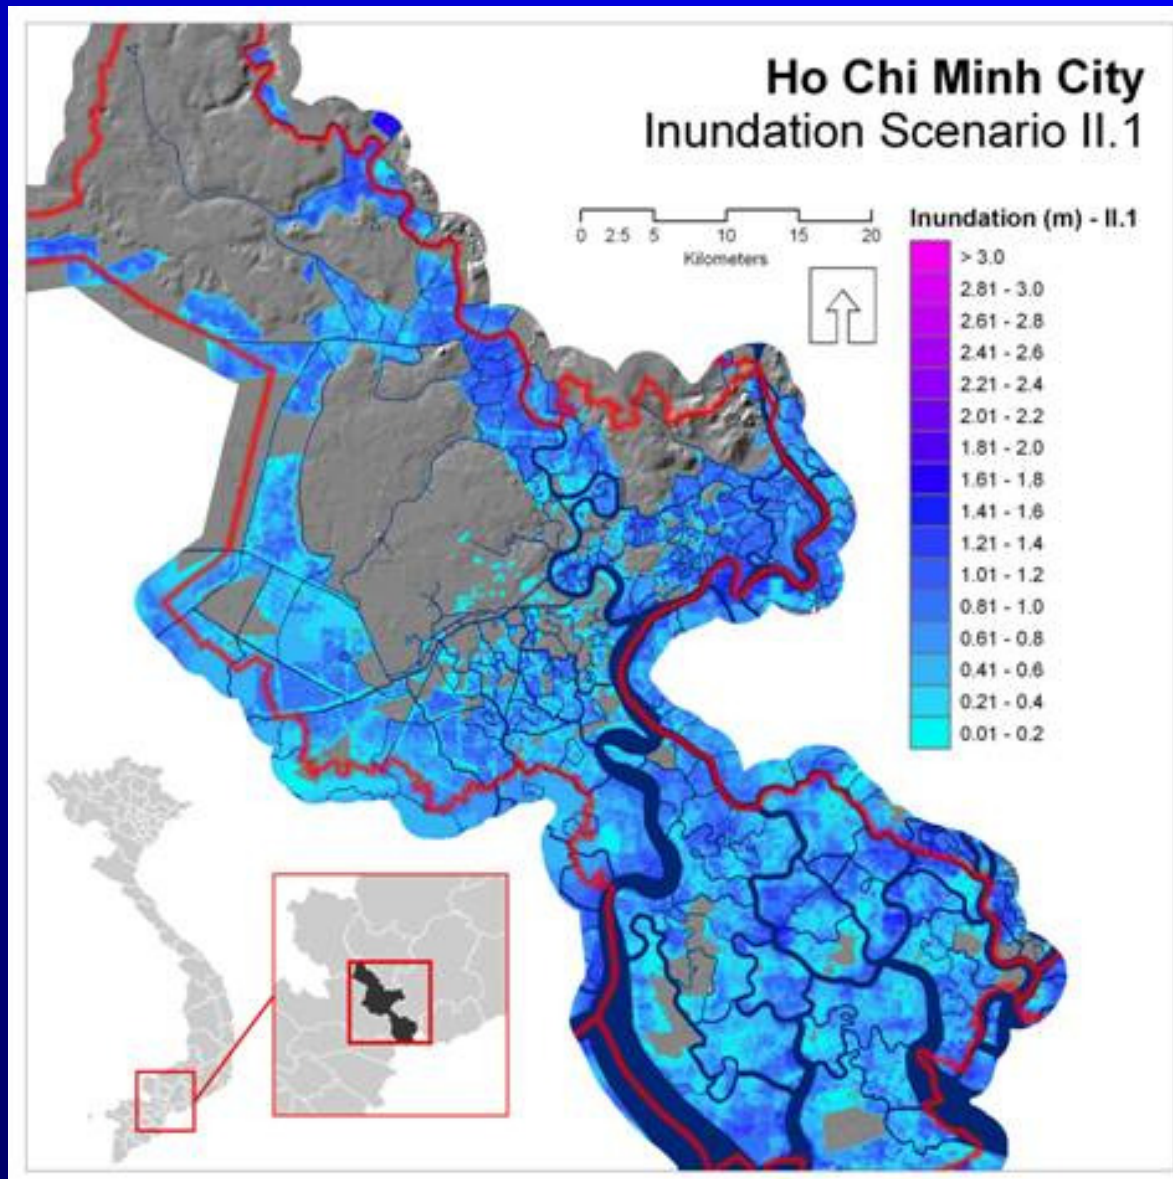 Ho Chi Minh City
Inundation Scenario II.1
0 2.5 5 10 15 20
Kilometers
Inundation (m) - II.1
> 3.0
2.81 - 3.0
2.61 - 2.8
2.41 - 2.6
2.21 - 2.4
2.01 - 2.2
1.81 - 2.0
1.61 - 1.8
1.41 - 1.6
1.21 - 1.4
1.01 - 1.2
0.81 - 1.0
0.61 - 0.8
0.41 - 0.6
0.21 - 0.4
0.01 - 0.2